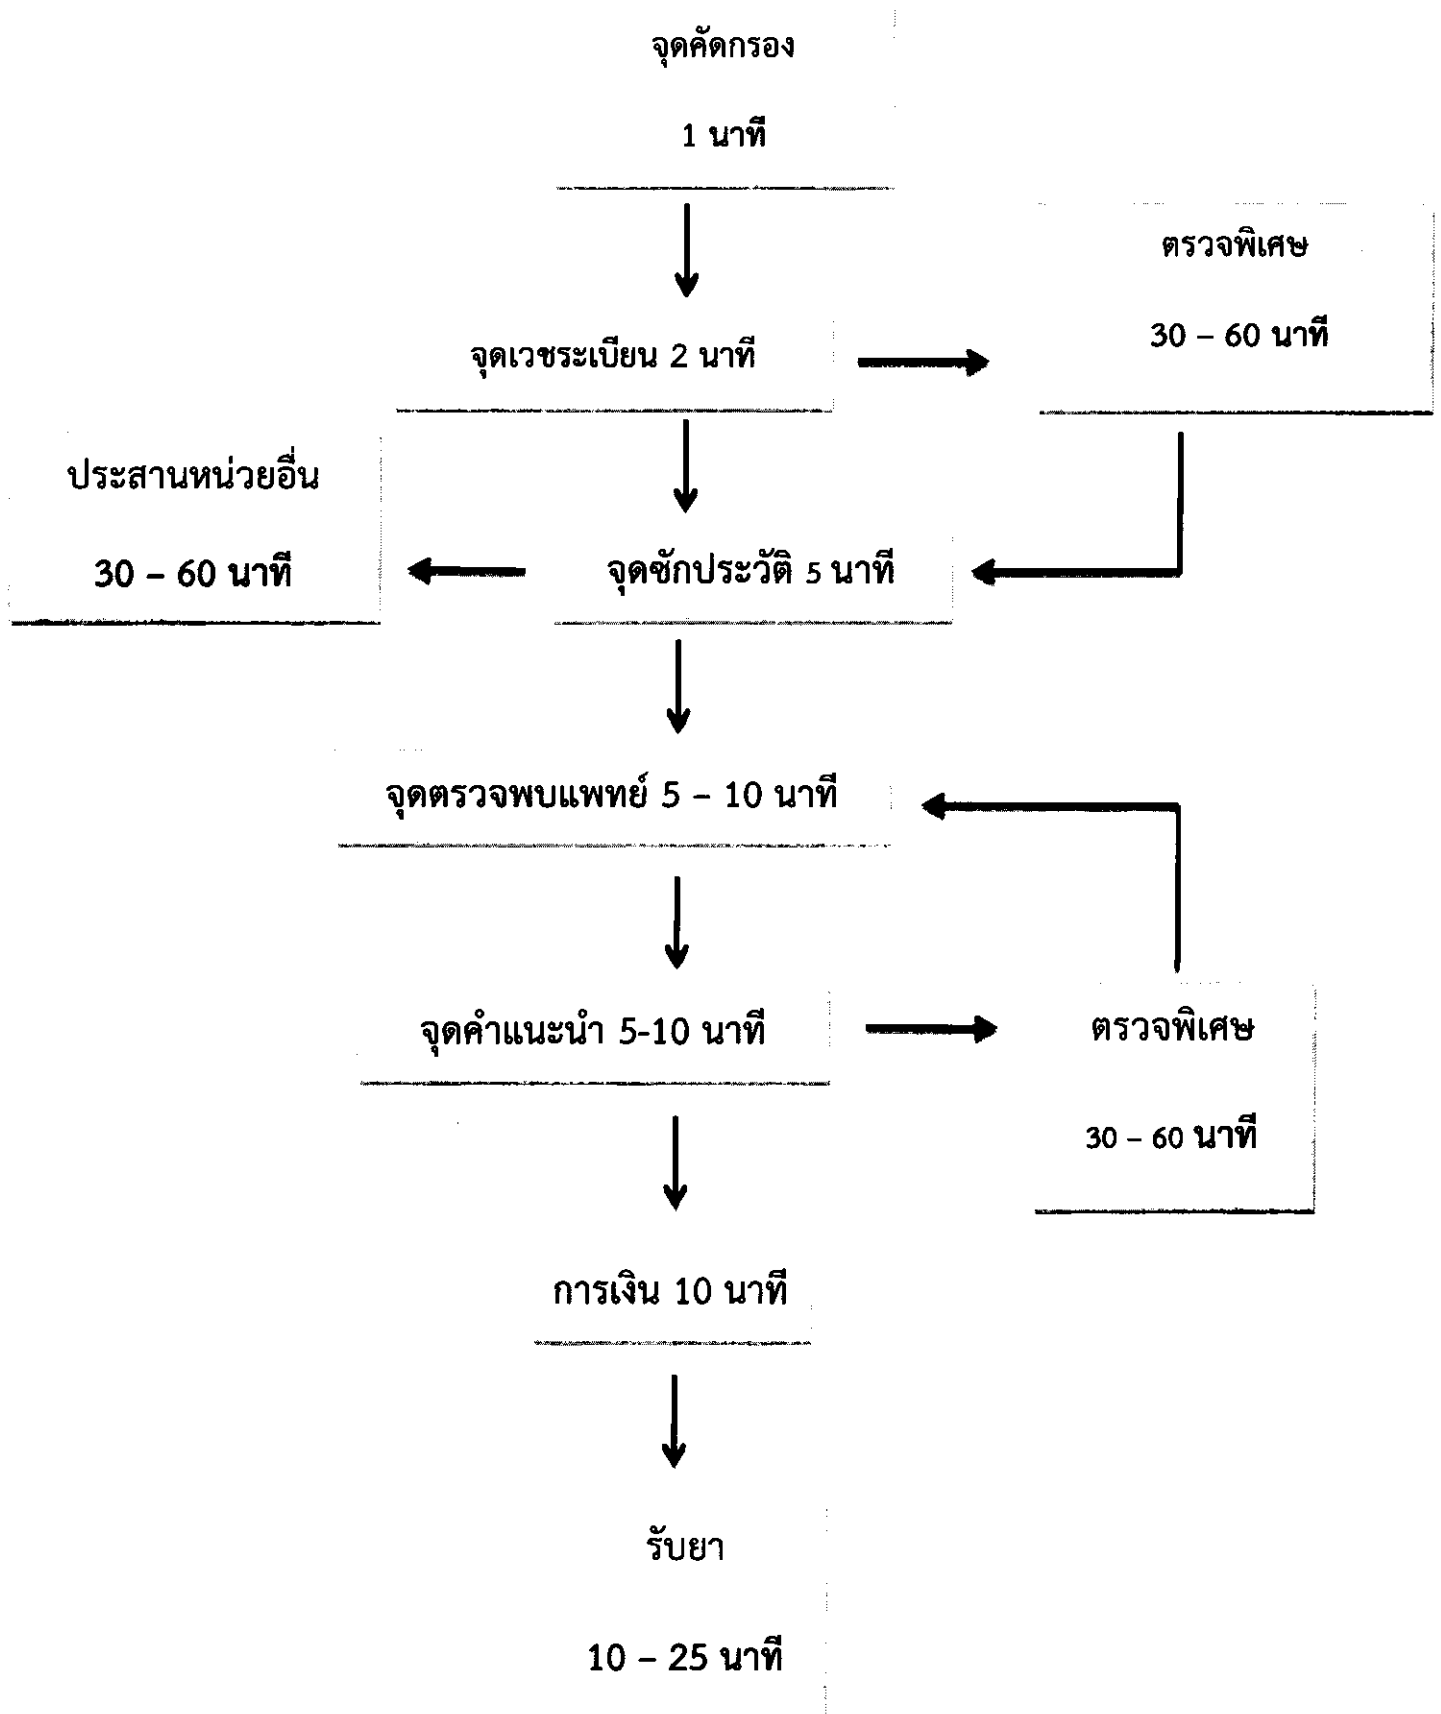 จุดคัดกรอง
1 นาที
ตรวจพิเศษ
30 – 60 นาที
จุดเวชระเบียน 2 นาที
ประสานหน่วยอื่น
30 – 60 นาที
จุดซักประวัติ 5 นาที
จุดตรวจพบแพทย์ 5 – 10 นาที
จุดคำแนะนำ 5-10 นาที
ตรวจพิเศษ
30 – 60 นาที
การเงิน 10 นาที
รับยา
10 – 25 นาที